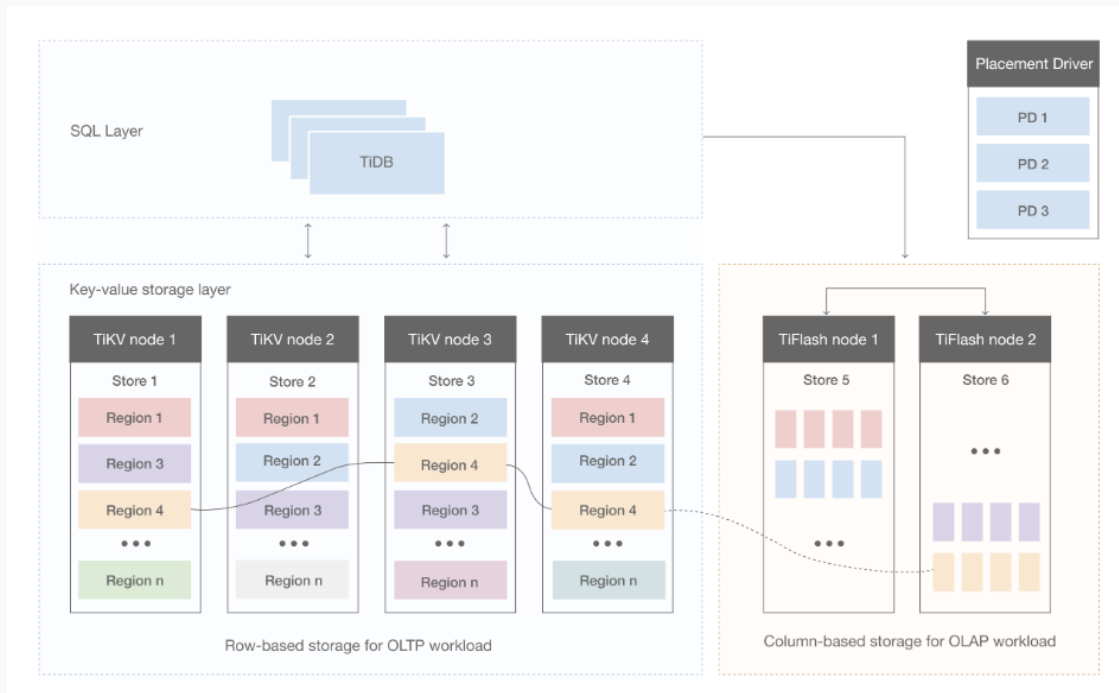 SQL Layer
TiDB
Placement Driver
PD 1
PD 2
PD 3
Key-value storage layer
TiKV node 1
Store 1
Region 1
Region 3
Region 4
•••
Region n
TiKV node 2
Store 2
Region 1
Region 2
Region 3
•••
Region n
TiKV node 3
Store 3
Region 2
Region 4
Region 3
•••
Region n
TiKV node 4
Store 4
Region 1
Region 2
Region 4
•••
Region n
Row-based storage for OLTP workload
TiFlash node 1
Store 5
•••
TiFlash node 2
Store 6
•••
Column-based storage for OLAP workload